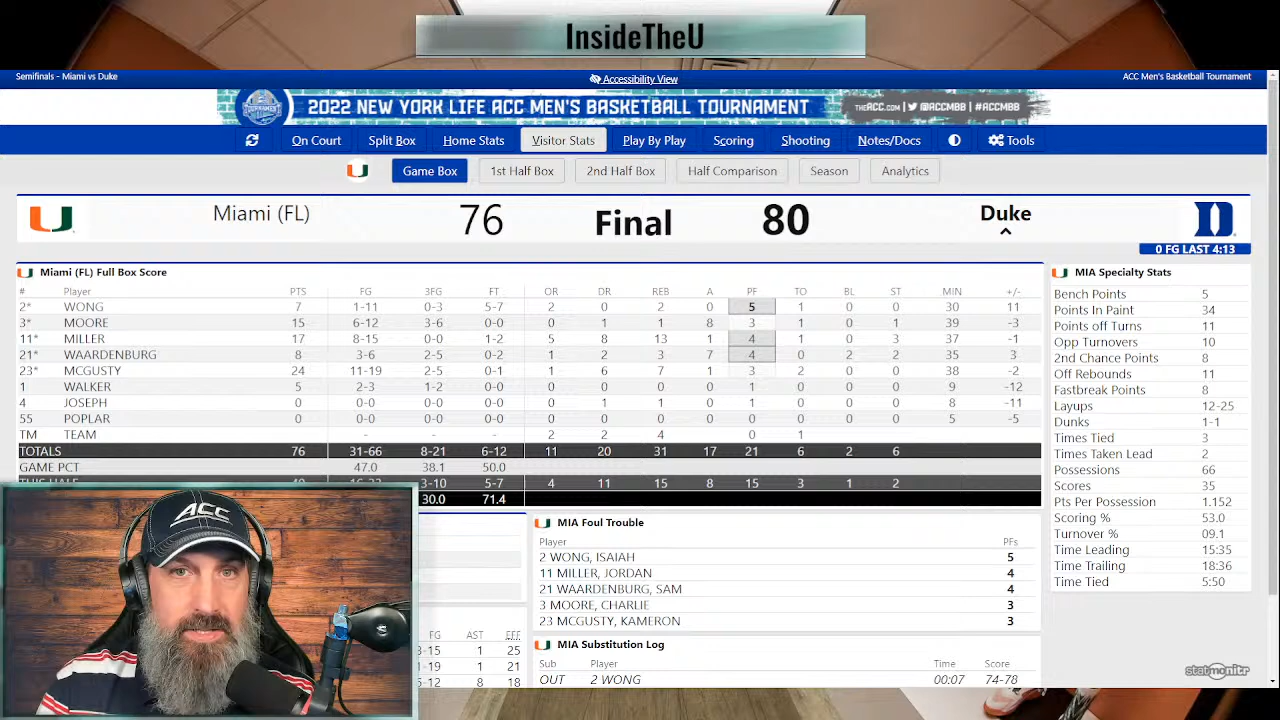 InsideTheU
Semifinals - Miami vs Duke
Accessibility View
ACC Men's Basketball Tournament
2022 NEW YORK LIFE ACC MEN'S BASKETBALL TOURNAMENT
THEACC.COM | @ACCMBB | #ACCMBB
On Court Split Box Home Stats Visitor Stats Play By Play Scoring Shooting Notes/Docs Tools
Game Box 1st Half Box 2nd Half Box Half Comparison Season Analytics
Miami (FL) 76 Final 80 Duke
0 FG LAST 4:13
Miami (FL) Full Box Score
# Player PTS FG 3FG FT OR DR REB A PF TO BL ST MIN +/-
2* WONG 7 1-11 0-3 5-7 2 0 2 0 5 1 0 0 30 11
3* MOORE 15 6-12 3-6 0-0 0 1 1 8 3 1 0 1 39 -3
11* MILLER 17 8-15 0-0 1-2 5 8 13 1 4 1 0 3 37 -1
21* WAARDENBURG 8 3-6 2-5 0-2 1 2 3 7 4 0 2 2 35 3
23* MCGUSTY 24 11-19 2-5 0-1 1 6 7 1 3 2 0 0 38 -2
1 WALKER 5 2-3 1-2 0-0 0 0 0 0 1 0 0 0 9 -12
4 JOSEPH 0 0-0 0-0 0-0 0 1 1 0 1 0 0 0 8 -11
55 POPLAR 0 0-0 0-0 0-0 0 0 0 0 0 0 0 0 5 -5
TM TEAM - - - 2 2 4 0 1
TOTALS 76 31-66 8-21 6-12 11 20 31 17 21 6 2 6
GAME PCT 47.0 38.1 50.0
3-10 5-7 4 11 15 8 15 3 1 2
30.0 71.4
MIA Specialty Stats
Bench Points 5
Points In Paint 34
Points off Turns 11
Opp Turnovers 10
2nd Chance Points 8
Off Rebounds 11
Fastbreak Points 8
Layups 12-25
Dunks 1-1
Times Tied 3
Times Taken Lead 2
Possessions 66
Scores 35
Pts Per Possession 1.152
Scoring % 53.0
Turnover % 09.1
Time Leading 15:35
Time Trailing 18:36
Time Tied 5:50
MIA Foul Trouble
Player PFs
2 WONG, ISAIAH 5
11 MILLER, JORDAN 4
21 WAARDENBURG, SAM 4
3 MOORE, CHARLIE 3
23 MCGUSTY, KAMERON 3
FG AST EFF
1 25
1 21
8 18
MIA Substitution Log
Sub Player Time Score
OUT 2 WONG 00:07 74-78
ACC
statmonitr